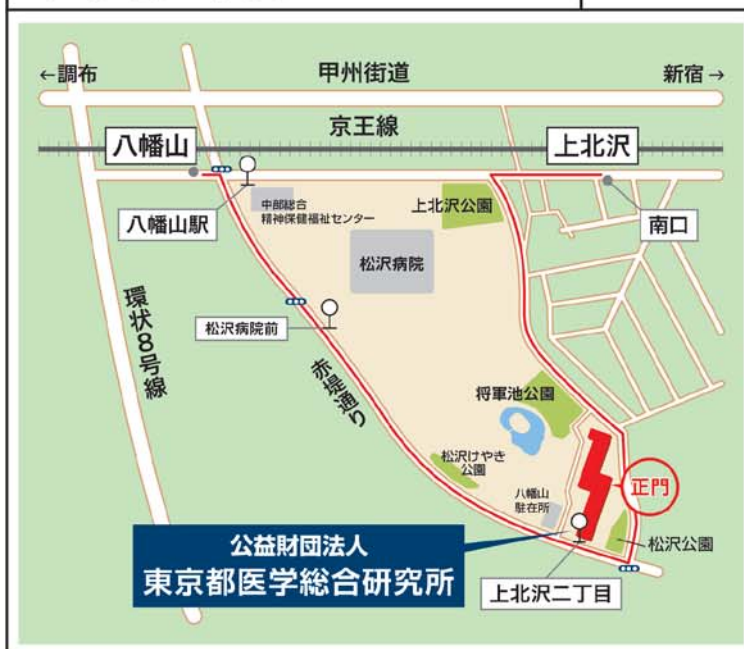 ←調布
甲州街道
新宿→
京王線
八幡山
上北沢
八幡山駅
中部総合
精神保健福祉センター
上北沢公園
南口
松沢病院
環状8号線
松沢病院前
赤堤通り
将軍池公園
松沢けやき
公園
八幡山
駐在所
正門
公益財団法人
東京都医学総合研究所
松沢公園
上北沢二丁目